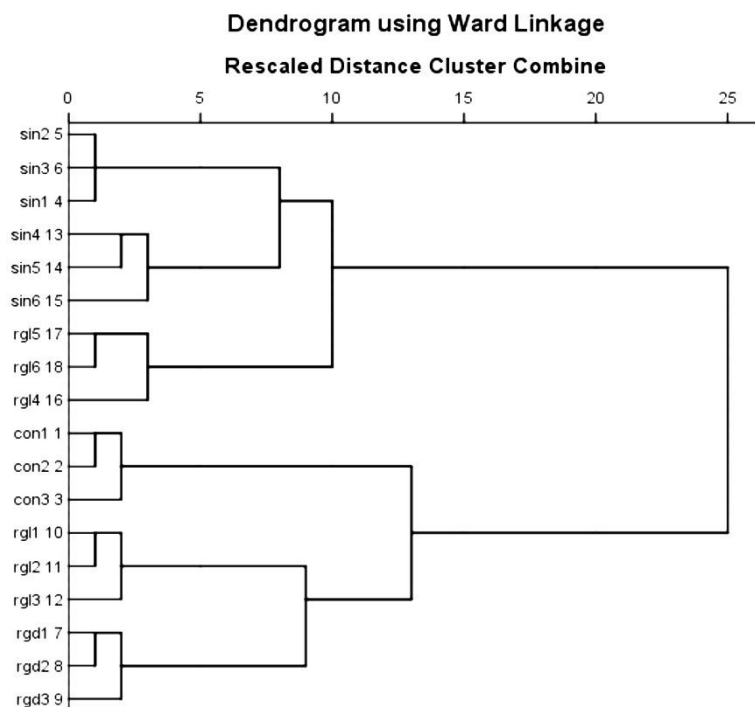 Dendrogram using Ward Linkage
Rescaled Distance Cluster Combine
0 5 10 15 20 25
sin2 5
sin3 6
sin1 4
sin4 13
sin5 14
sin6 15
rgl5 17
rgl6 18
rgl4 16
con1 1
con2 2
con3 3
rgl1 10
rgl2 11
rgl3 12
rgd1 7
rgd2 8
rgd3 9